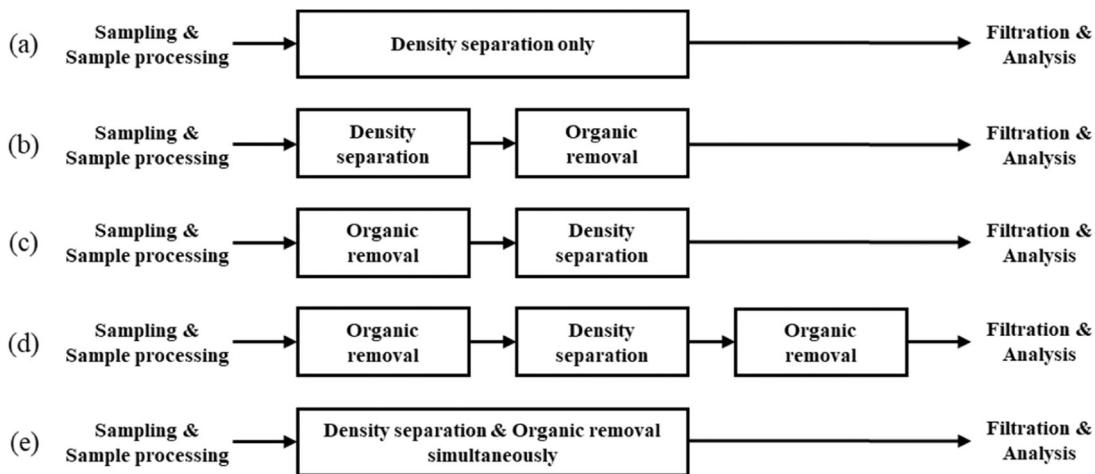 (a)
Sampling &
Sample processing
Density separation only
Filtration &
Analysis
(b)
Sampling &
Sample processing
Density
separation
Organic
removal
Filtration &
Analysis
(c)
Sampling &
Sample processing
Organic
removal
Density
separation
Filtration &
Analysis
(d)
Sampling &
Sample processing
Organic
removal
Density
separation
Organic
removal
Filtration &
Analysis
(e)
Sampling &
Sample processing
Density separation & Organic removal
simultaneously
Filtration &
Analysis